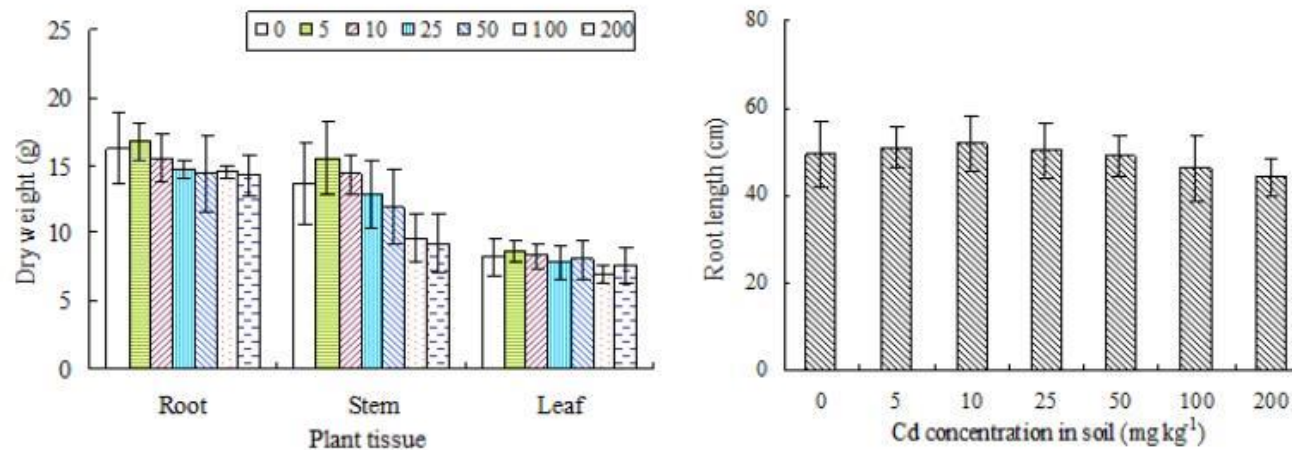 25
20
15
10
5
0
Dry weight (g)
0 5 10 25 50 100 200
Root Stem Leaf
Plant tissue
80
60
40
20
0
Root length (cm)
0 5 10 25 50 100 200
Cd concentration in soil (mg kg⁻¹)